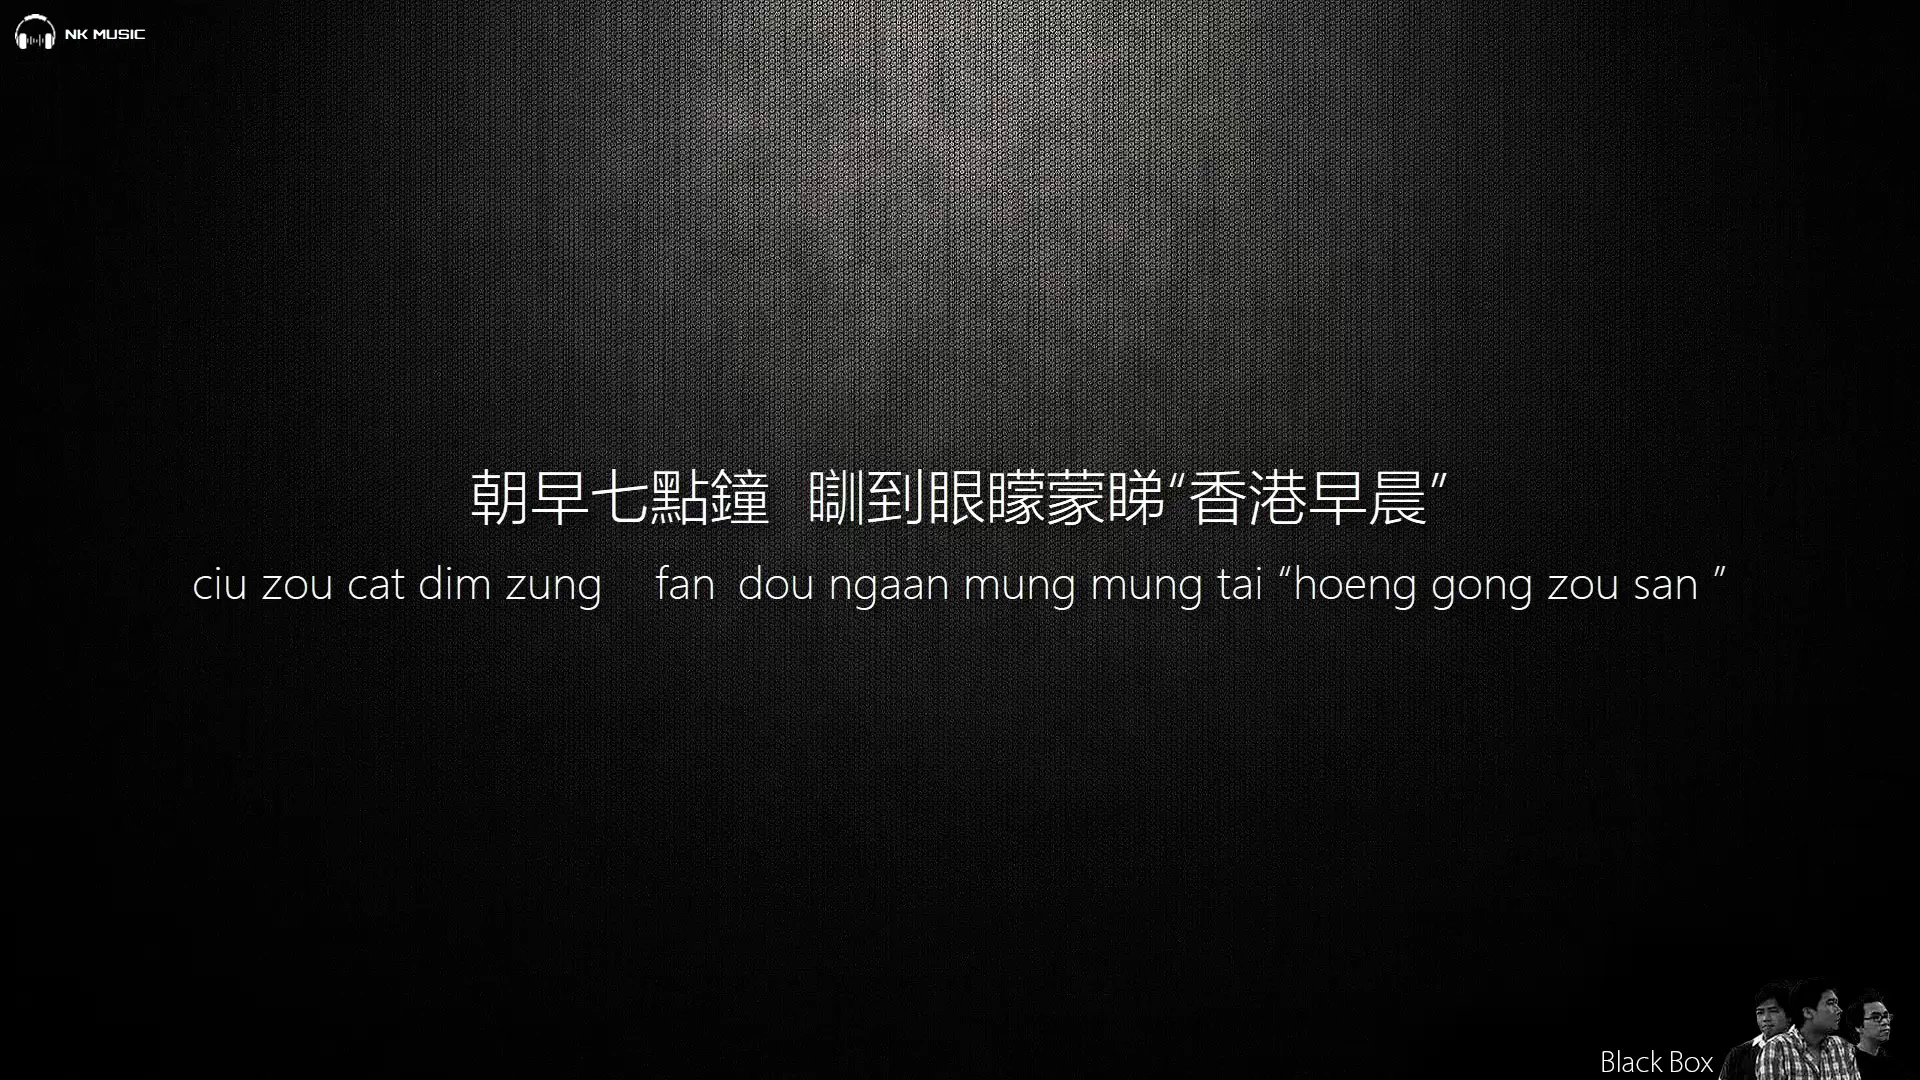 NK MUSIC
朝早七點鐘 瞓到眼矇蒙睇“香港早晨”
ciu zou cat dim zung fan dou ngaan mung mung tai “hoeng gong zou san ”
Black Box